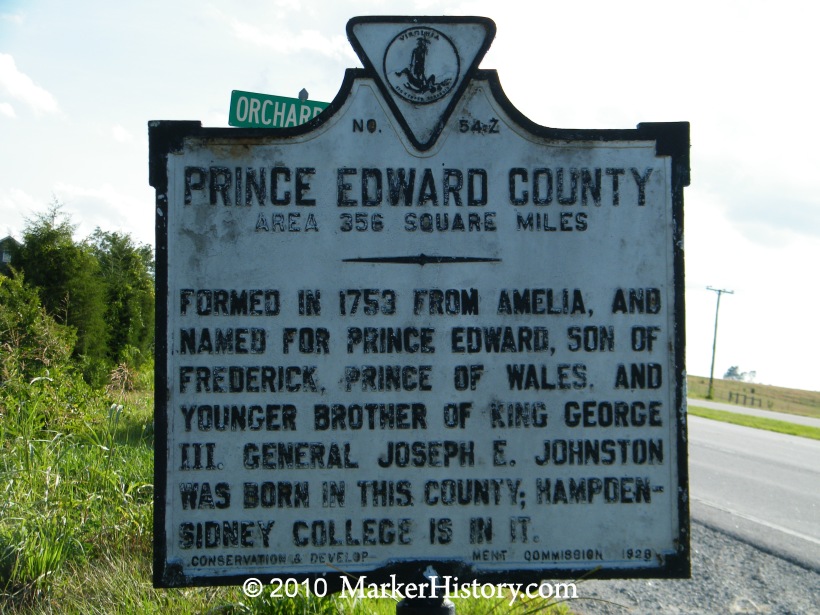 VIRGINIA
ORCHARD
NO. 54-Z
PRINCE EDWARD COUNTY
AREA 356 SQUARE MILES
FORMED IN 1753 FROM AMELIA, AND
NAMED FOR PRINCE EDWARD, SON OF
FREDERICK, PRINCE OF WALES, AND
YOUNGER BROTHER OF KING GEORGE
III. GENERAL JOSEPH E. JOHNSTON
WAS BORN IN THIS COUNTY; HAMPDEN-
SIDNEY COLLEGE IS IN IT.
CONSERVATION & DEVELOP- MENT COMMISSION 1929
© 2010 MarkerHistory.com